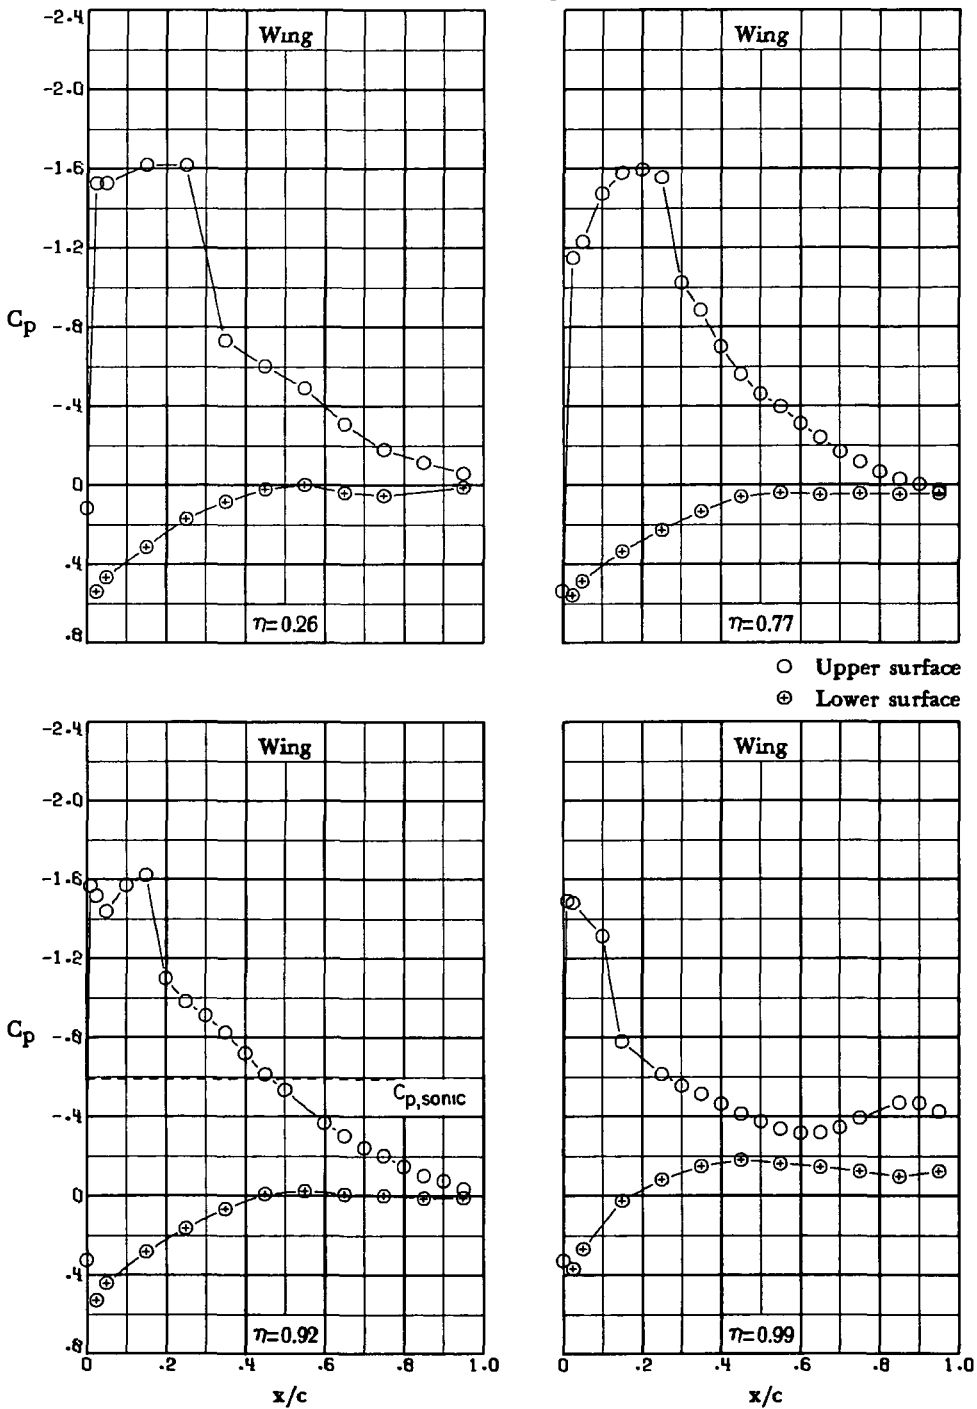 -2.4
Wing
Wing
-2.0
-1.6
-1.2
Cp
-.8
-.4
0
.4
.8
η=0.26
η=0.77
○ Upper surface
⊕ Lower surface
-2.4
Wing
Wing
-2.0
-1.6
-1.2
Cp
-.8
Cp,sonic
-.4
0
.4
.8
η=0.92
η=0.99
0 .2 .4 .6 .8 1.0
0 .2 .4 .6 .8 1.0
x/c
x/c